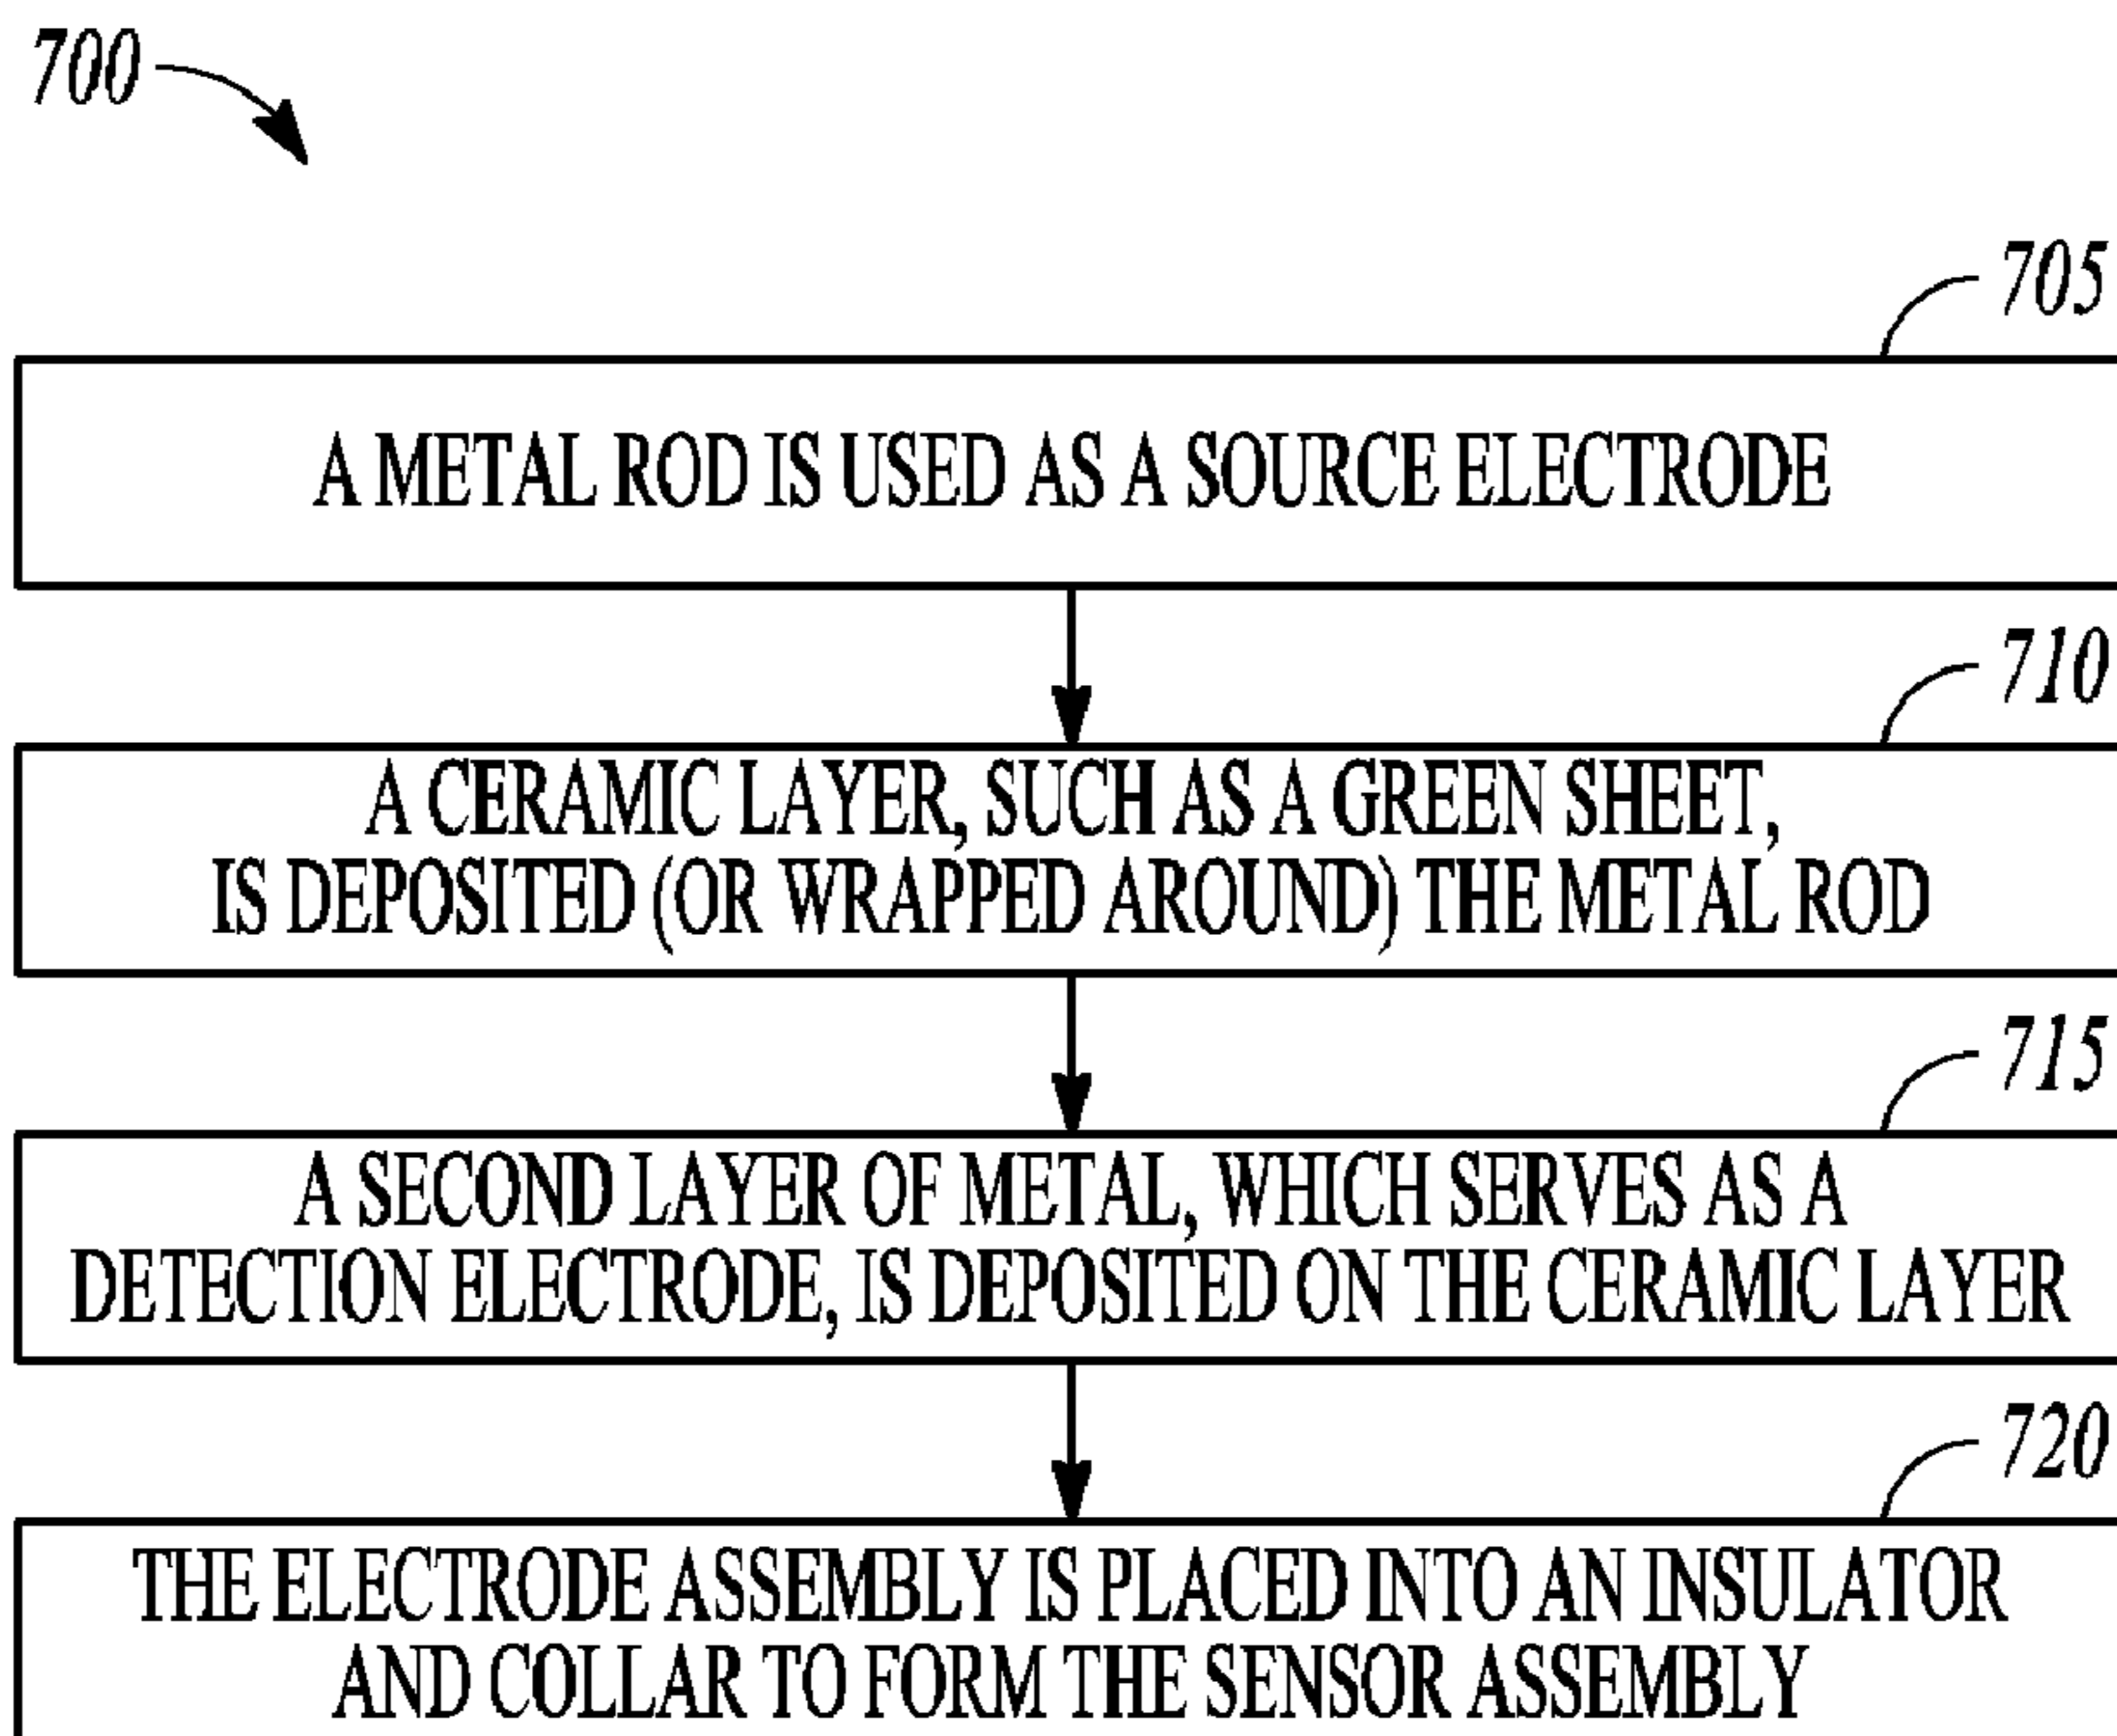 700
705
A METAL ROD IS USED AS A SOURCE ELECTRODE
710
A CERAMIC LAYER, SUCH AS A GREEN SHEET,
IS DEPOSITED (OR WRAPPED AROUND) THE METAL ROD
715
A SECOND LAYER OF METAL, WHICH SERVES AS A
DETECTION ELECTRODE, IS DEPOSITED ON THE CERAMIC LAYER
720
THE ELECTRODE ASSEMBLY IS PLACED INTO AN INSULATOR
AND COLLAR TO FORM THE SENSOR ASSEMBLY